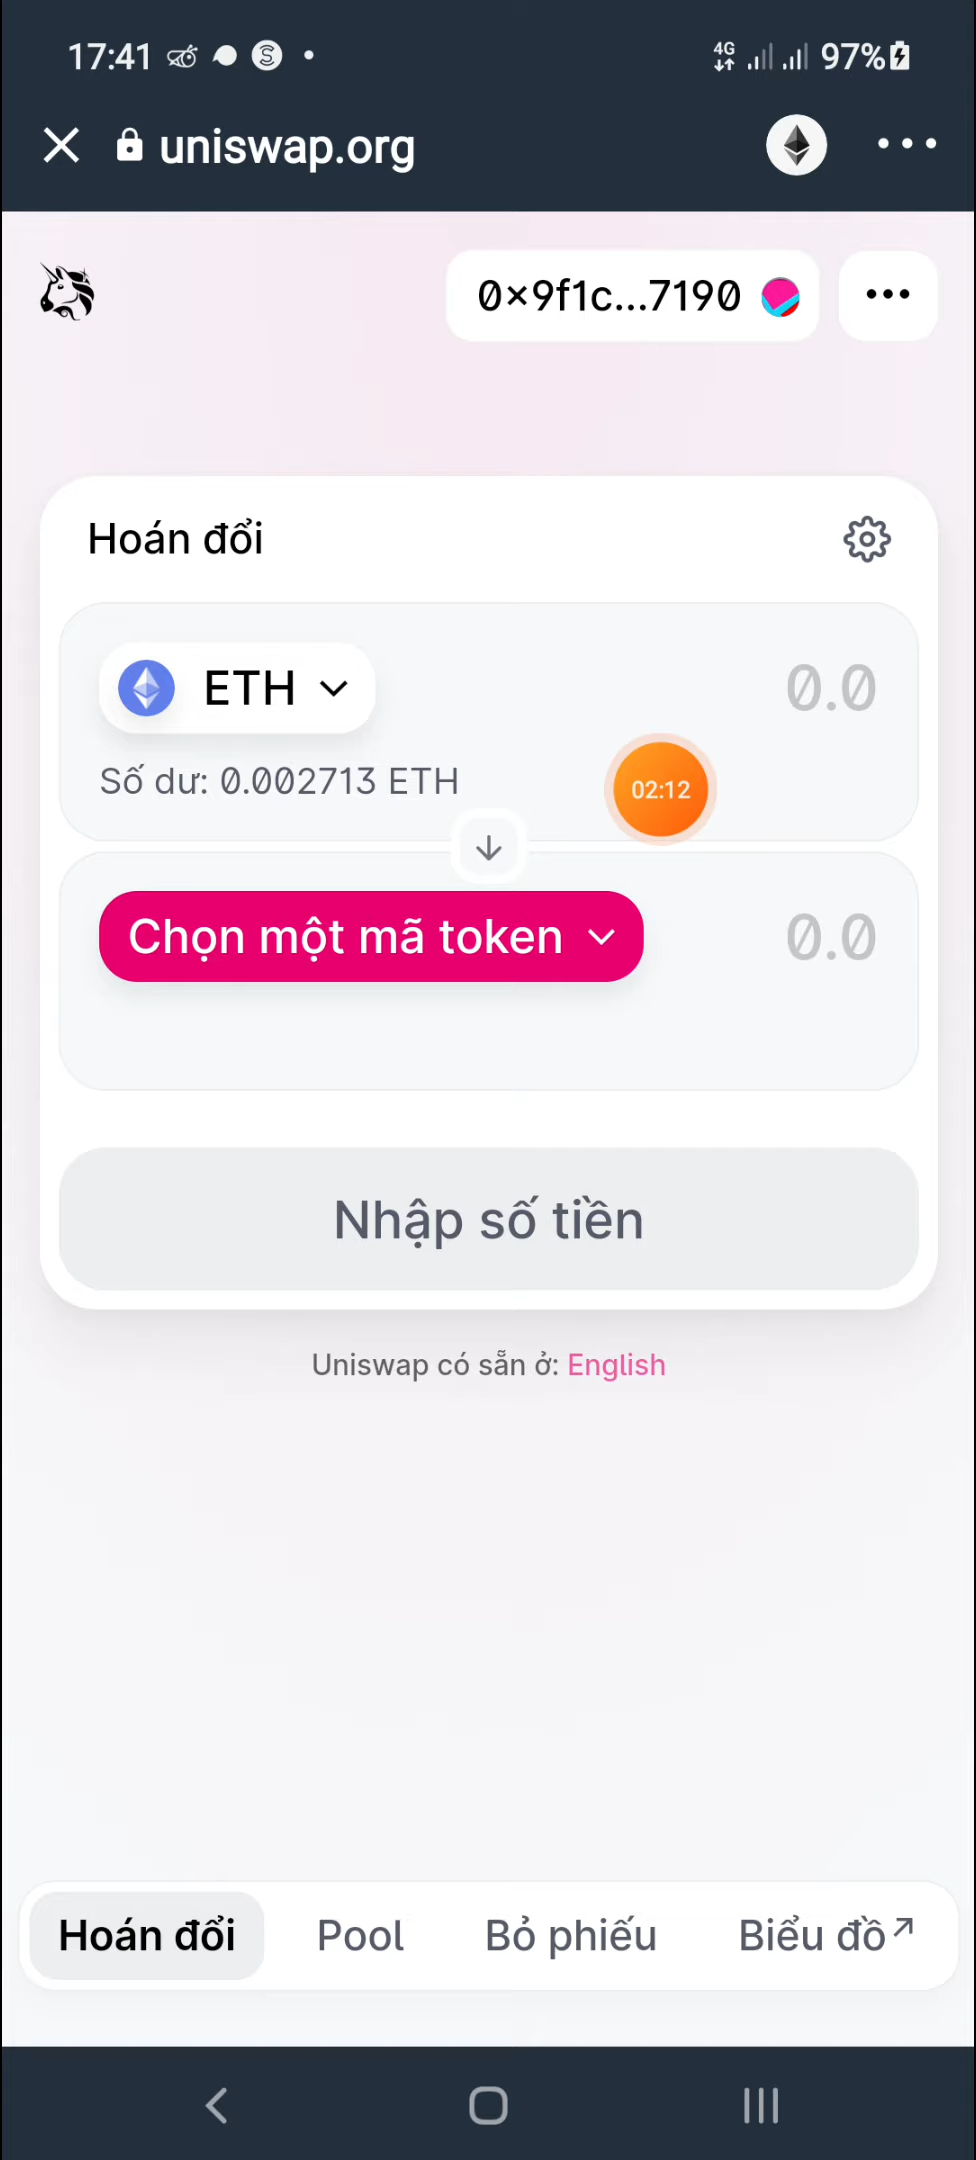 17:41
4G
97%
uniswap.org
0×9f1c...7190
Hoán đổi
ETH
0.0
Số dư: 0.002713 ETH
02:12
Chọn một mã token
0.0
Nhập số tiền
Uniswap có sẵn ở: English
Hoán đổi
Pool
Bỏ phiếu
Biểu đồ↗